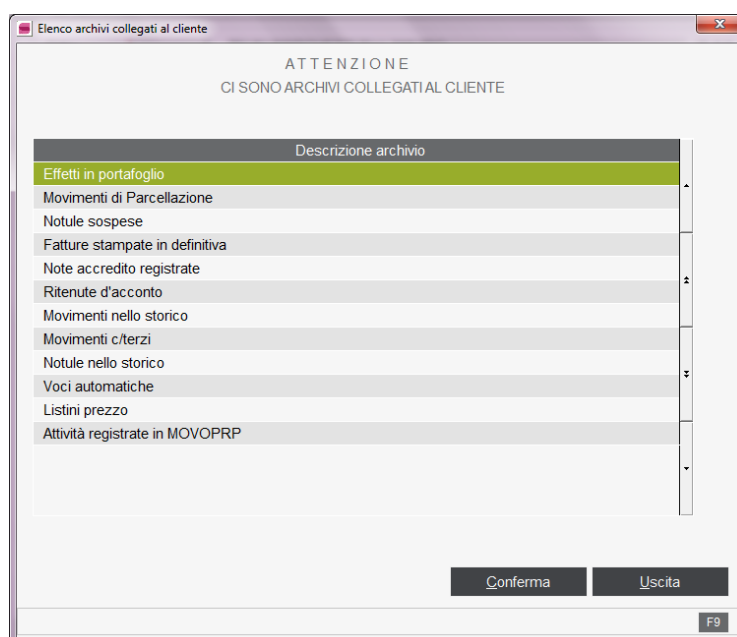 Elenco archivi collegati al cliente
ATTENZIONE
CI SONO ARCHIVI COLLEGATI AL CLIENTE
Descrizione archivio
Effetti in portafoglio
Movimenti di Parcellazione
Notule sospese
Fatture stampate in definitiva
Note accredito registrate
Ritenute d'acconto
Movimenti nello storico
Movimenti c/terzi
Notule nello storico
Voci automatiche
Listini prezzo
Attività registrate in MOVOPRP
Conferma Uscita
F9